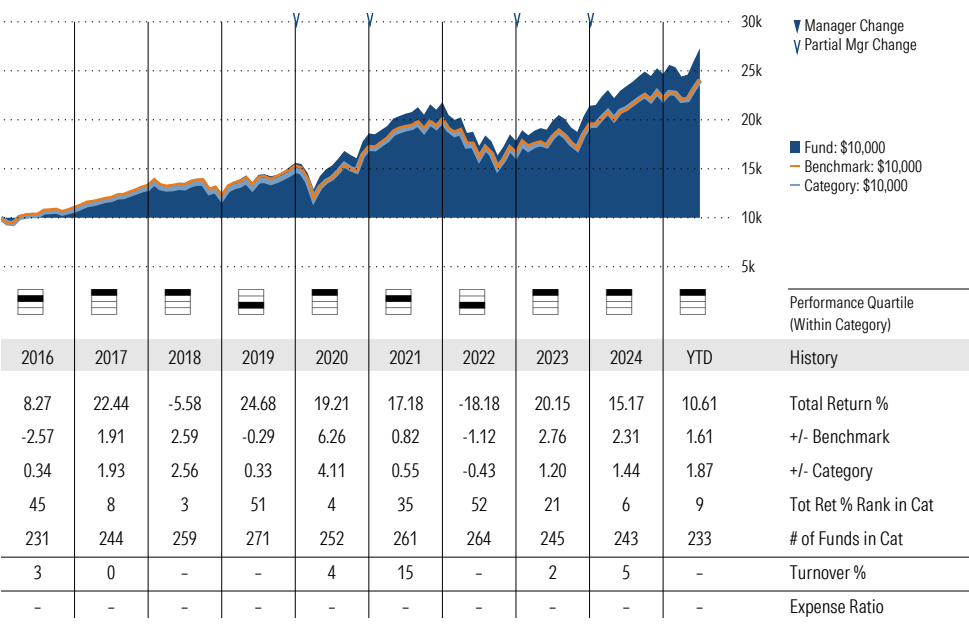 30k
25k
20k
15k
10k
5k
Manager Change
Partial Mgr Change
Fund: $10,000
Benchmark: $10,000
Category: $10,000
Performance Quartile
(Within Category)
2016 2017 2018 2019 2020 2021 2022 2023 2024 YTD History
8.27 22.44 -5.58 24.68 19.21 17.18 -18.18 20.15 15.17 10.61 Total Return %
-2.57 1.91 2.59 -0.29 6.26 0.82 -1.12 2.76 2.31 1.61 +/- Benchmark
0.34 1.93 2.56 0.33 4.11 0.55 -0.43 1.20 1.44 1.87 +/- Category
45 8 3 51 4 35 52 21 6 9 Tot Ret % Rank in Cat
231 244 259 271 252 261 264 245 243 233 # of Funds in Cat
3 0 – – 4 15 – 2 5 – Turnover %
– – – – – – – – – – Expense Ratio